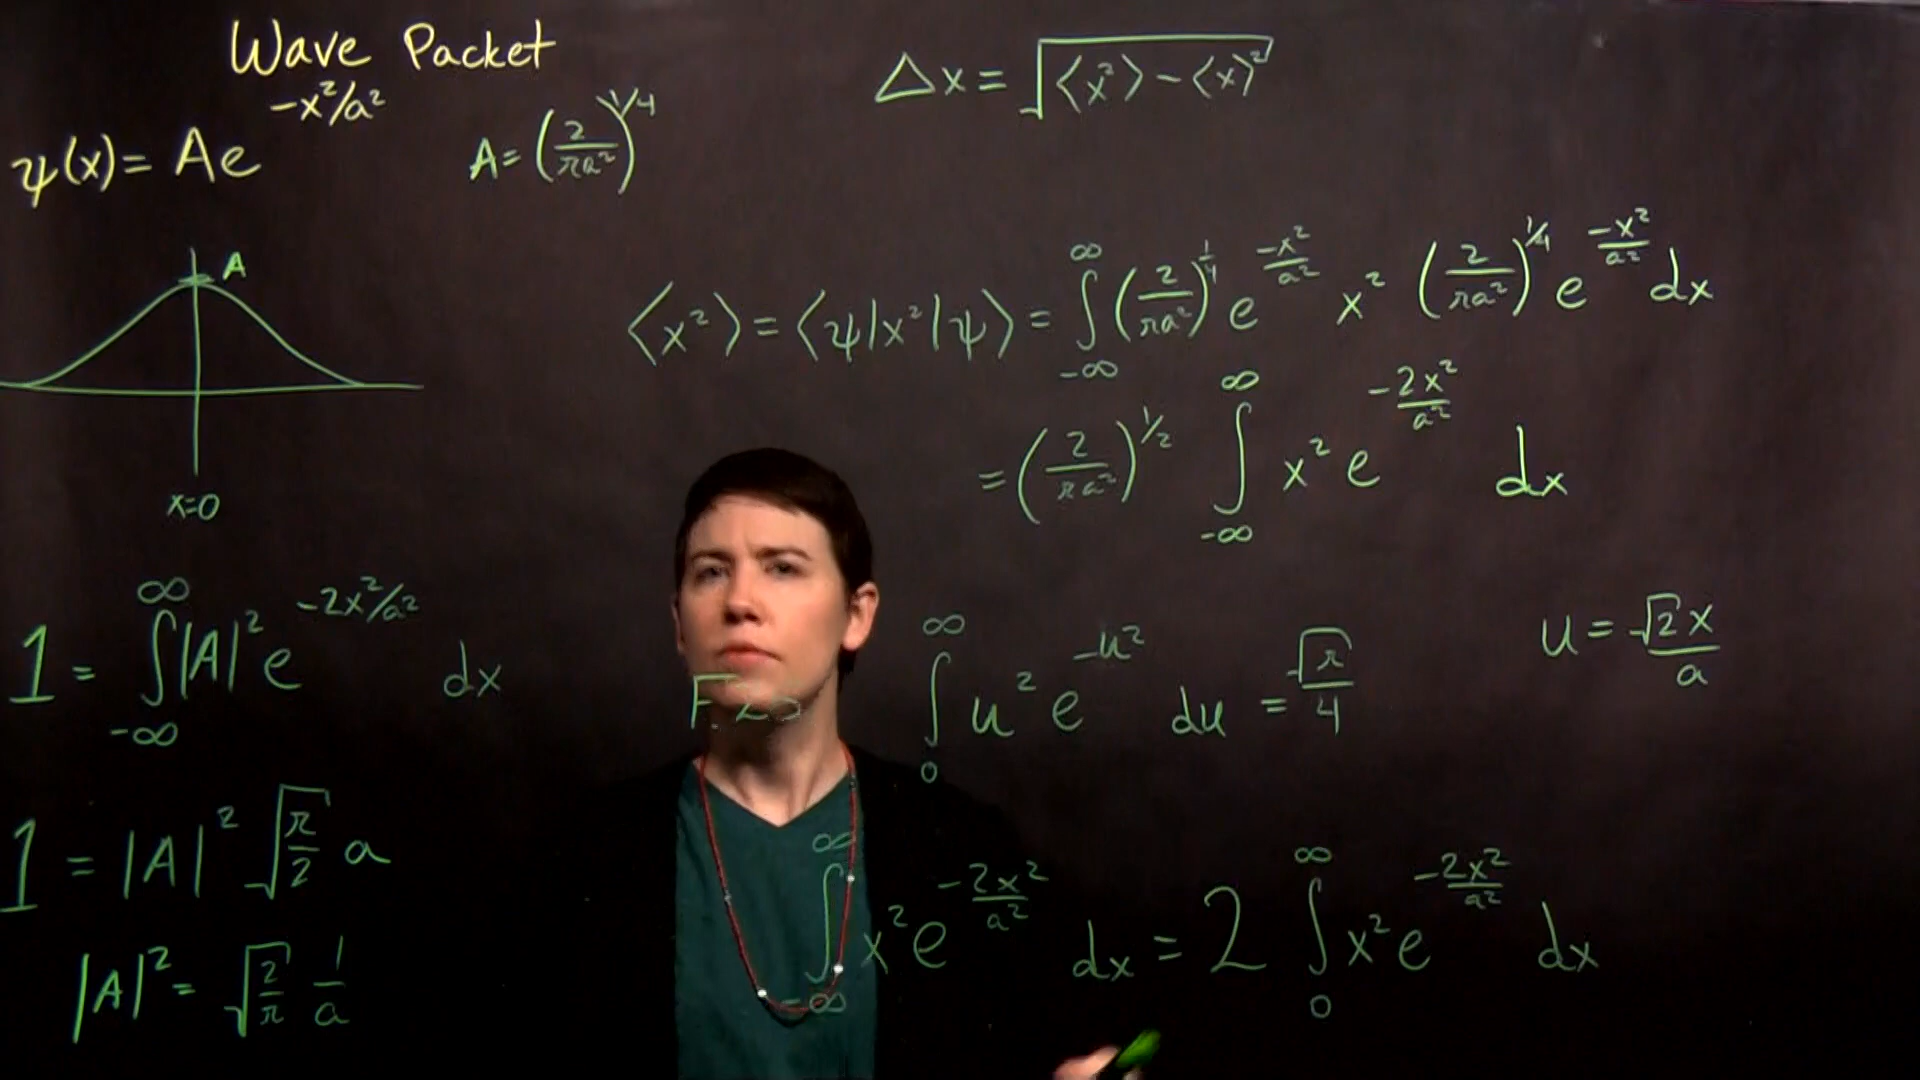 Wave Packet
ψ(x) = Ae^{-x²/a²}
A = (2/πa²)^{1/4}
Δx = √(⟨x²⟩ - ⟨x⟩²)
A
x=0
⟨x²⟩ = ⟨ψ|x²|ψ⟩ = ∫_{-∞}^{∞} (2/πa²)^{1/4} e^{-x²/a²} x² (2/πa²)^{1/4} e^{-x²/a²} dx
= (2/πa²)^{1/2} ∫_{-∞}^{∞} x² e^{-2x²/a²} dx
1 = ∫_{-∞}^{∞} |A|² e^{-2x²/a²} dx
1 = |A|² √(π/2) a
|A|² = √(2/π) 1/a
∫_{0}^{∞} u² e^{-u²} du = √π/4
u = √2 x/a
∫_{-∞}^{∞} x² e^{-2x²/a²} dx = 2 ∫_{0}^{∞} x² e^{-2x²/a²} dx